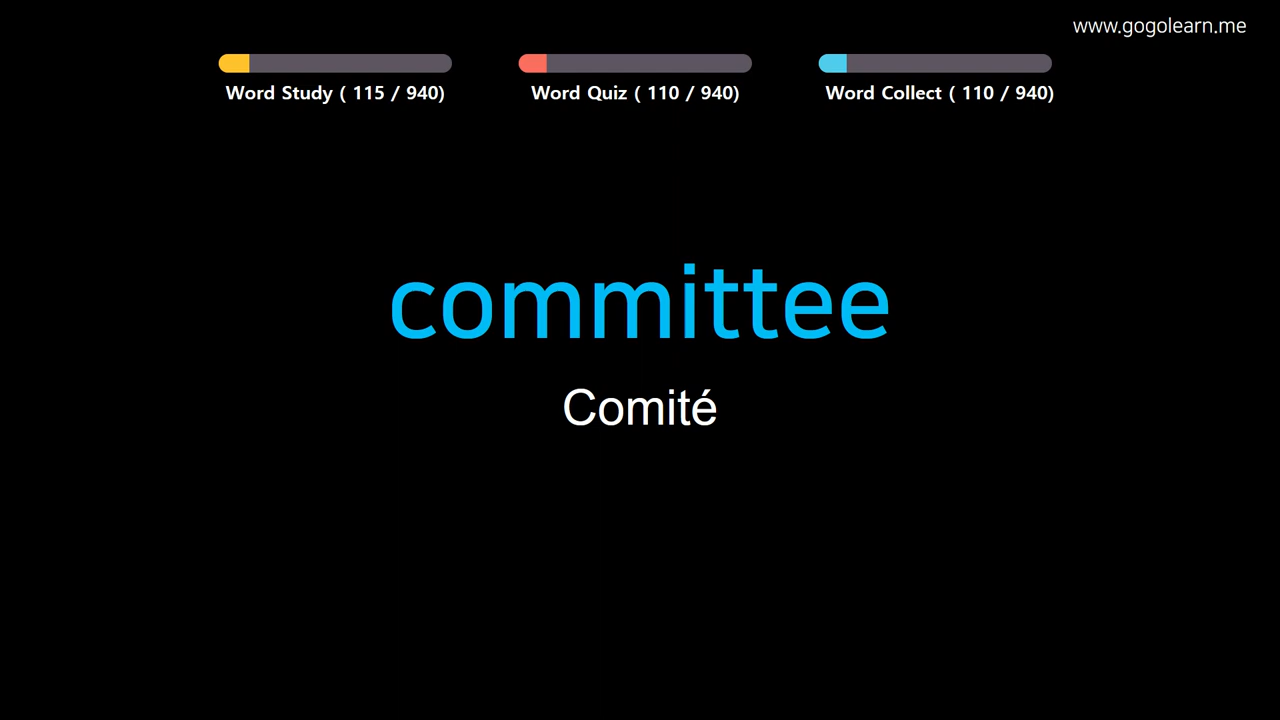 www.gogolearn.me
Word Study ( 115 / 940)
Word Quiz ( 110 / 940)
Word Collect ( 110 / 940)
committee
Comité